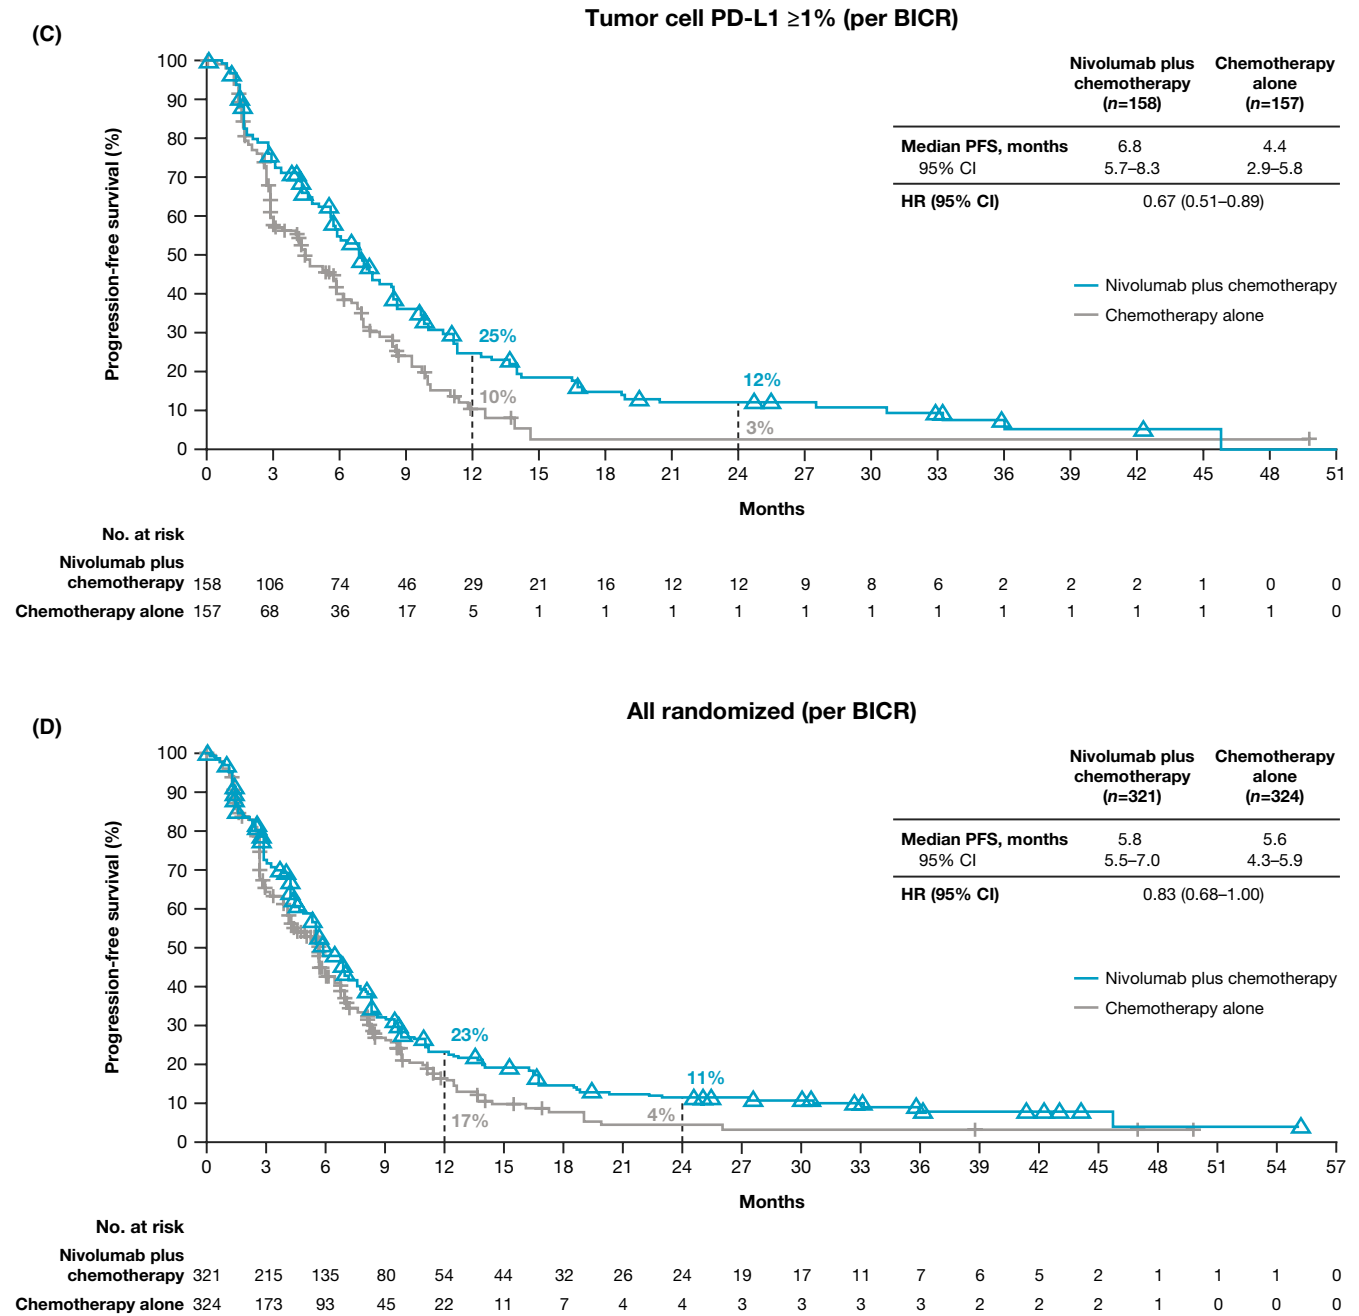 (C)
Tumor cell PD-L1 ≥1% (per BICR)
Nivolumab plus chemotherapy (n=158)
Chemotherapy alone (n=157)
Median PFS, months 6.8 4.4
95% CI 5.7–8.3 2.9–5.8
HR (95% CI) 0.67 (0.51–0.89)
Nivolumab plus chemotherapy
Chemotherapy alone
Progression-free survival (%)
100
90
80
70
60
50
40
30
20
10
0
25%
10%
12%
3%
0 3 6 9 12 15 18 21 24 27 30 33 36 39 42 45 48 51
Months
No. at risk
Nivolumab plus
chemotherapy 158 106 74 46 29 21 16 12 12 9 8 6 2 2 2 1 0 0
Chemotherapy alone 157 68 36 17 5 1 1 1 1 1 1 1 1 1 1 1 1 0
(D)
All randomized (per BICR)
Nivolumab plus chemotherapy (n=321)
Chemotherapy alone (n=324)
Median PFS, months 5.8 5.6
95% CI 5.5–7.0 4.3–5.9
HR (95% CI) 0.83 (0.68–1.00)
Nivolumab plus chemotherapy
Chemotherapy alone
Progression-free survival (%)
100
90
80
70
60
50
40
30
20
10
0
23%
17%
11%
4%
0 3 6 9 12 15 18 21 24 27 30 33 36 39 42 45 48 51 54 57
Months
No. at risk
Nivolumab plus
chemotherapy 321 215 135 80 54 44 32 26 24 19 17 11 7 6 5 2 1 1 1 0
Chemotherapy alone 324 173 93 45 22 11 7 4 4 3 3 3 3 2 2 2 1 0 0 0